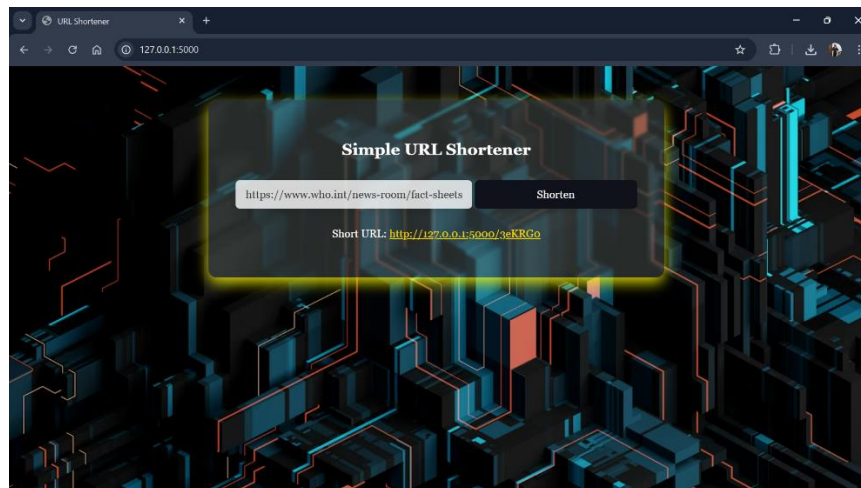 URL Shortener
127.0.0.1:5000
Simple URL Shortener
https://www.who.int/news-room/fact-sheets
Shorten
Short URL: http://127.0.0.1:5000/3eKRGo